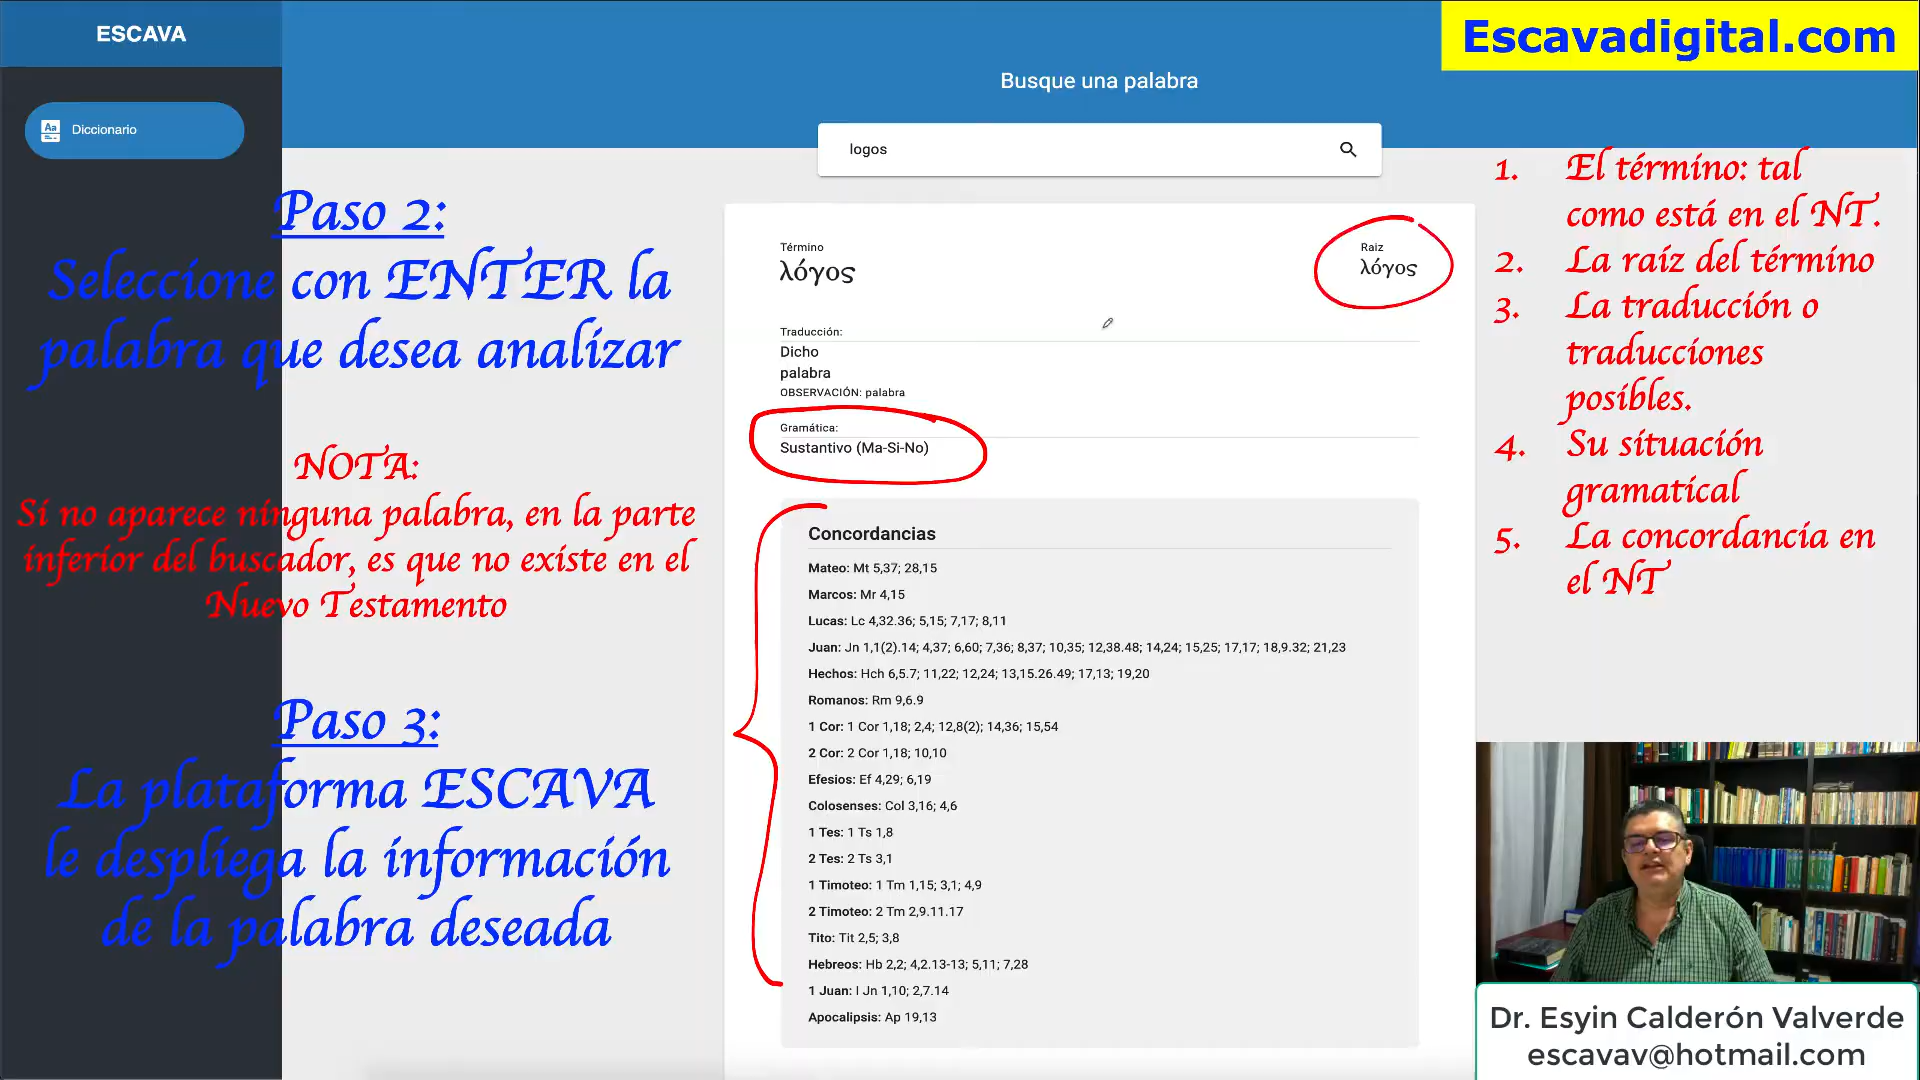 ESCAVA
Diccionario
Escavadigital.com
Busque una palabra
logos
Paso 2:
Seleccione con ENTER la
palabra que desea analizar
NOTA:
Si no aparece ninguna palabra, en la parte
inferior del buscador, es que no existe en el
Nuevo Testamento
Paso 3:
La plataforma ESCAVA
le despliega la información
de la palabra deseada
Término
λόγος
Raiz
λόγος
Traducción:
Dicho
palabra
OBSERVACIÓN: palabra
Gramática:
Sustantivo (Ma-Si-No)
Concordancias
Mateo: Mt 5,37; 28,15
Marcos: Mr 4,15
Lucas: Lc 4,32.36; 5,15; 7,17; 8,11
Juan: Jn 1,1(2).14; 4,37; 6,60; 7,36; 8,37; 10,35; 12,38.48; 14,24; 15,25; 17,17; 18,9.32; 21,23
Hechos: Hch 6,5.7; 11,22; 12,24; 13,15.26.49; 17,13; 19,20
Romanos: Rm 9,6.9
1 Cor: 1 Cor 1,18; 2,4; 12,8(2); 14,36; 15,54
2 Cor: 2 Cor 1,18; 10,10
Efesios: Ef 4,29; 6,19
Colosenses: Col 3,16; 4,6
1 Tes: 1 Ts 1,8
2 Tes: 2 Ts 3,1
1 Timoteo: 1 Tm 1,15; 3,1; 4,9
2 Timoteo: 2 Tm 2,9.11.17
Tito: Tit 2,5; 3,8
Hebreos: Hb 2,2; 4,2.13-13; 5,11; 7,28
1 Juan: I Jn 1,10; 2,7.14
Apocalipsis: Ap 19,13
1. El término: tal
como está en el NT.
2. La raíz del término
3. La traducción o
traducciones
posibles.
4. Su situación
gramatical
5. La concordancia en
el NT
Dr. Esyin Calderón Valverde
escavav@hotmail.com